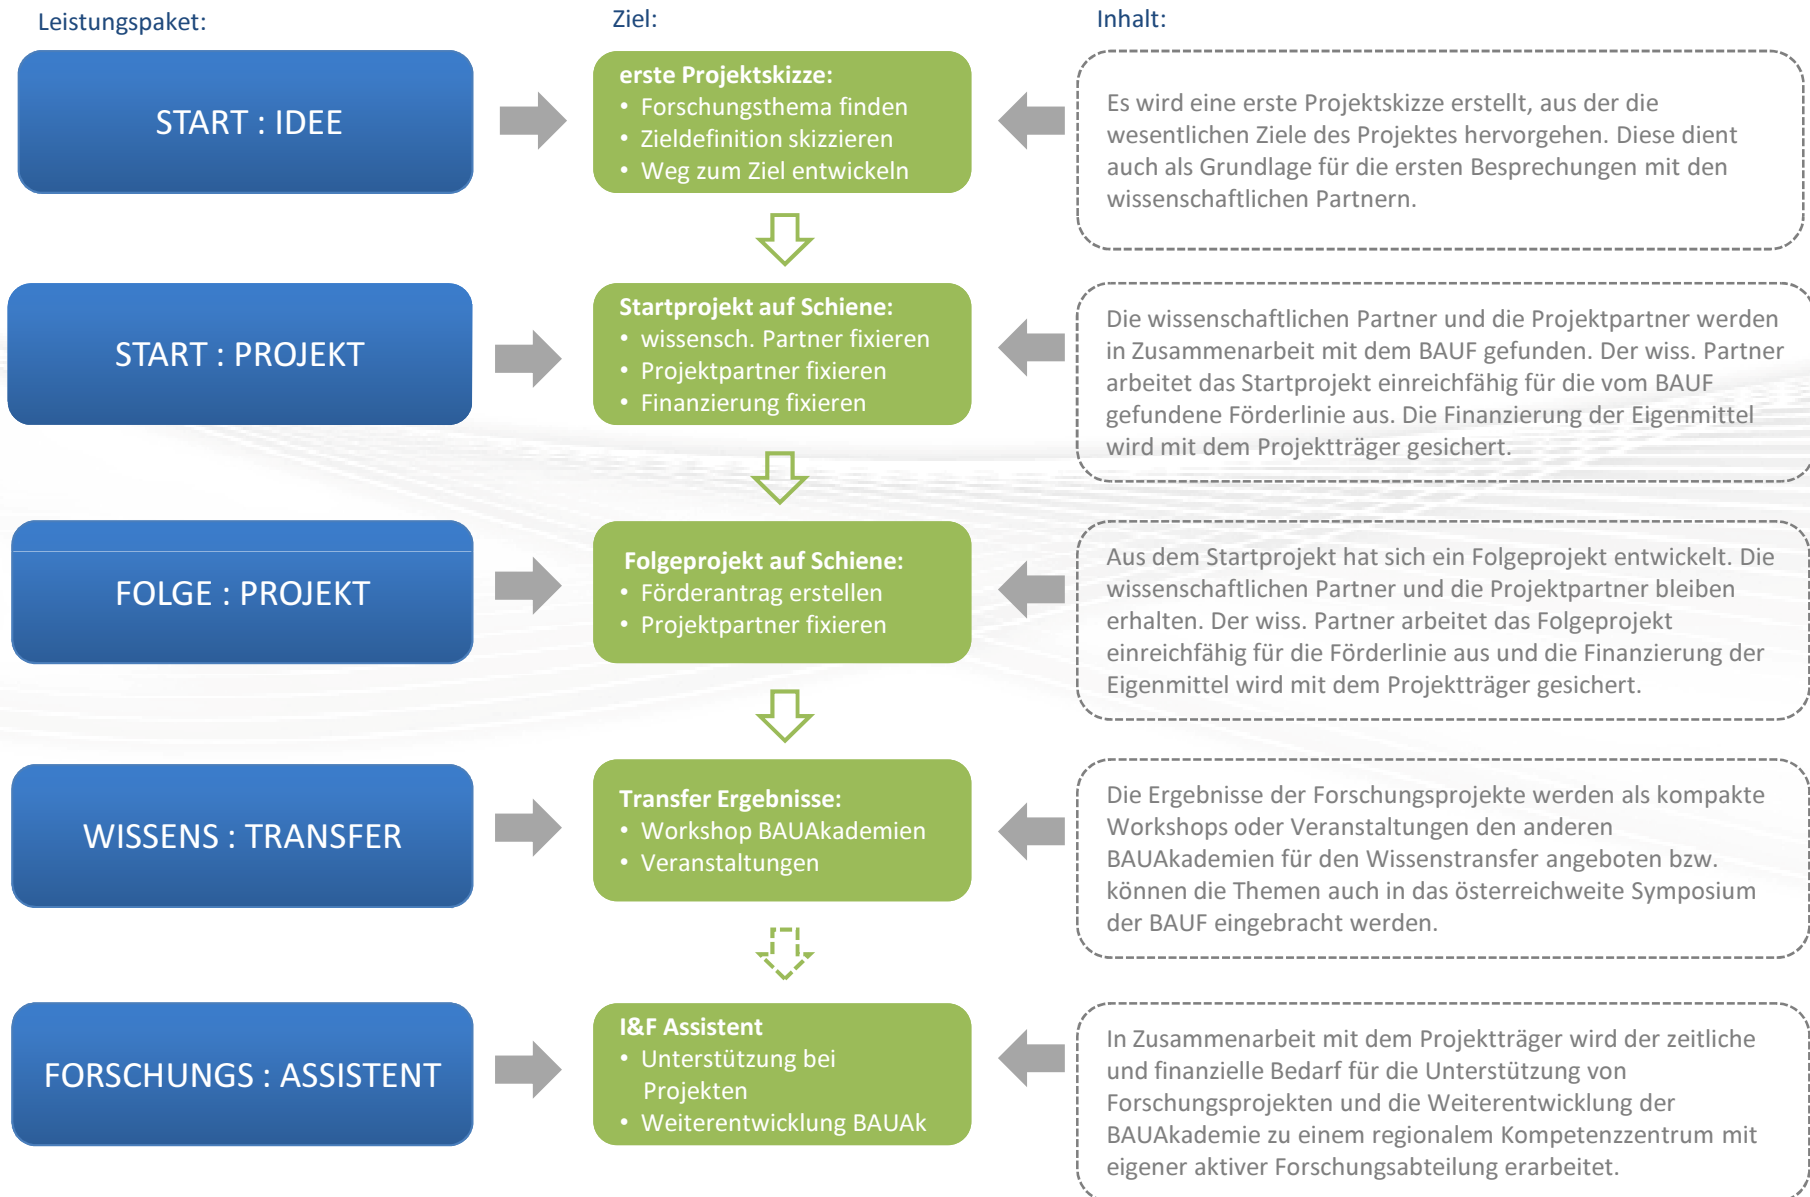 Leistungspaket:
Ziel:
Inhalt:
START : IDEE
erste Projektskizze:
• Forschungsthema finden
• Zieldefinition skizzieren
• Weg zum Ziel entwickeln
Es wird eine erste Projektskizze erstellt, aus der die
wesentlichen Ziele des Projektes hervorgehen. Diese dient
auch als Grundlage für die ersten Besprechungen mit den
wissenschaftlichen Partnern.
START : PROJEKT
Startprojekt auf Schiene:
• wissensch. Partner fixieren
• Projektpartner fixieren
• Finanzierung fixieren
Die wissenschaftlichen Partner und die Projektpartner werden
in Zusammenarbeit mit dem BAUF gefunden. Der wiss. Partner
arbeitet das Startprojekt einreichfähig für die vom BAUF
gefundene Förderlinie aus. Die Finanzierung der Eigenmittel
wird mit dem Projektträger gesichert.
FOLGE : PROJEKT
Folgeprojekt auf Schiene:
• Förderantrag erstellen
• Projektpartner fixieren
Aus dem Startprojekt hat sich ein Folgeprojekt entwickelt. Die
wissenschaftlichen Partner und die Projektpartner bleiben
erhalten. Der wiss. Partner arbeitet das Folgeprojekt
einreichfähig für die Förderlinie aus und die Finanzierung der
Eigenmittel wird mit dem Projektträger gesichert.
WISSENS : TRANSFER
Transfer Ergebnisse:
• Workshop BAUAkademien
• Veranstaltungen
Die Ergebnisse der Forschungsprojekte werden als kompakte
Workshops oder Veranstaltungen den anderen
BAUAkademien für den Wissenstransfer angeboten bzw.
können die Themen auch in das österreichweite Symposium
der BAUF eingebracht werden.
FORSCHUNGS : ASSISTENT
I&F Assistent
• Unterstützung bei
Projekten
• Weiterentwicklung BAUAk
In Zusammenarbeit mit dem Projektträger wird der zeitliche
und finanzielle Bedarf für die Unterstützung von
Forschungsprojekten und die Weiterentwicklung der
BAUAkademie zu einem regionalem Kompetenzzentrum mit
eigener aktiver Forschungsabteilung erarbeitet.